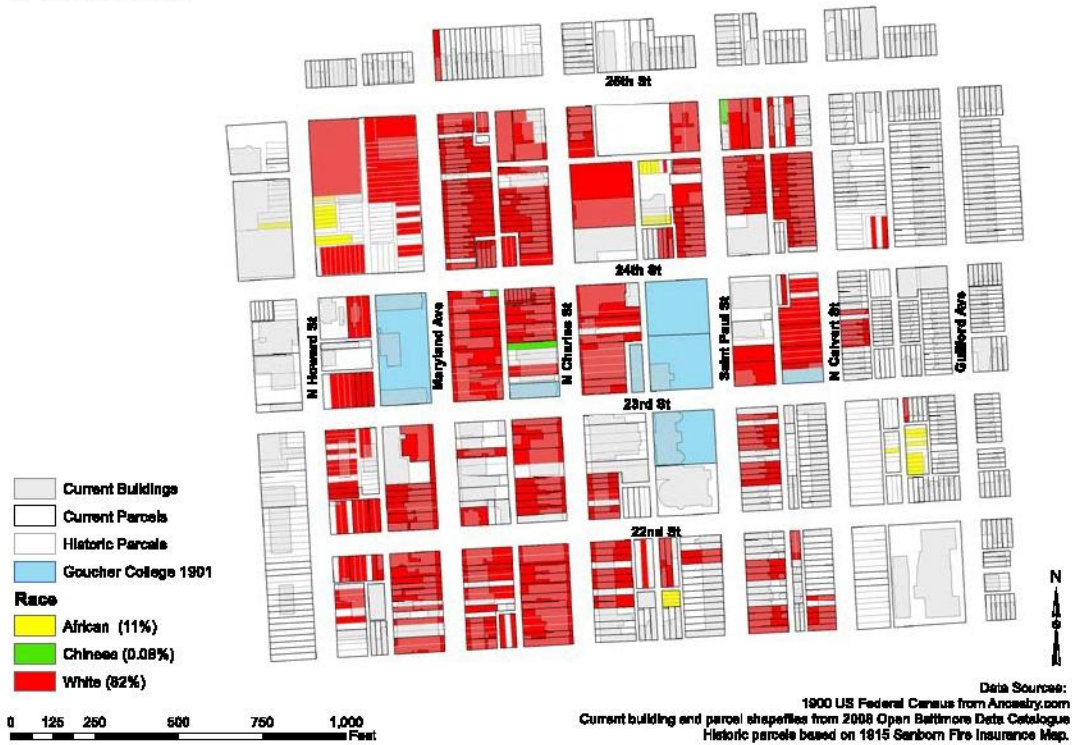 25th St
24th St
N Howard St
Maryland Ave
N Charles St
Saint Paul St
N Calvert St
Guilford Ave
23rd St
22nd St
Current Buildings
Current Parcels
Historic Parcels
Goucher College 1901
Race
African (11%)
Chinese (0.08%)
White (82%)
N
0 125 250 500 750 1,000
Feet
Data Sources:
1900 US Federal Census from Ancestry.com
Current building and parcel shapefiles from 2008 Open Baltimore Data Catalogue
Historic parcels based on 1915 Sanborn Fire Insurance Map.